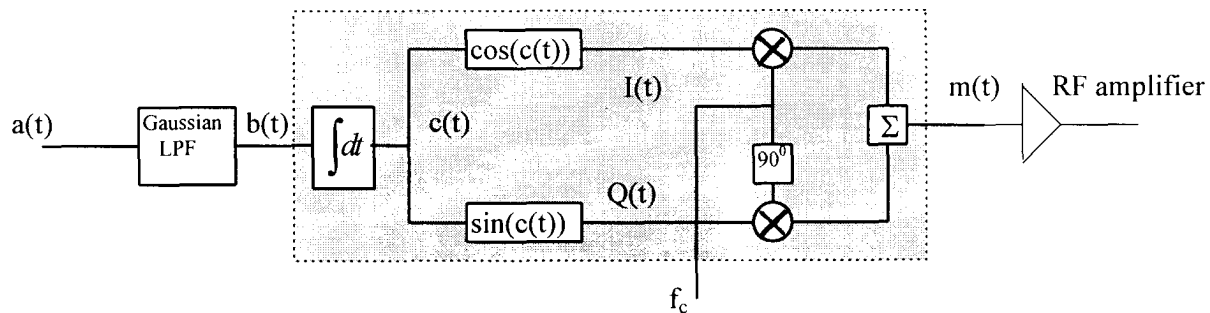 cos(c(t))
I(t)
m(t)
RF amplifier
a(t)
Gaussian
LPF
b(t)
∫dt
c(t)
Σ
90⁰
Q(t)
sin(c(t))
f_c